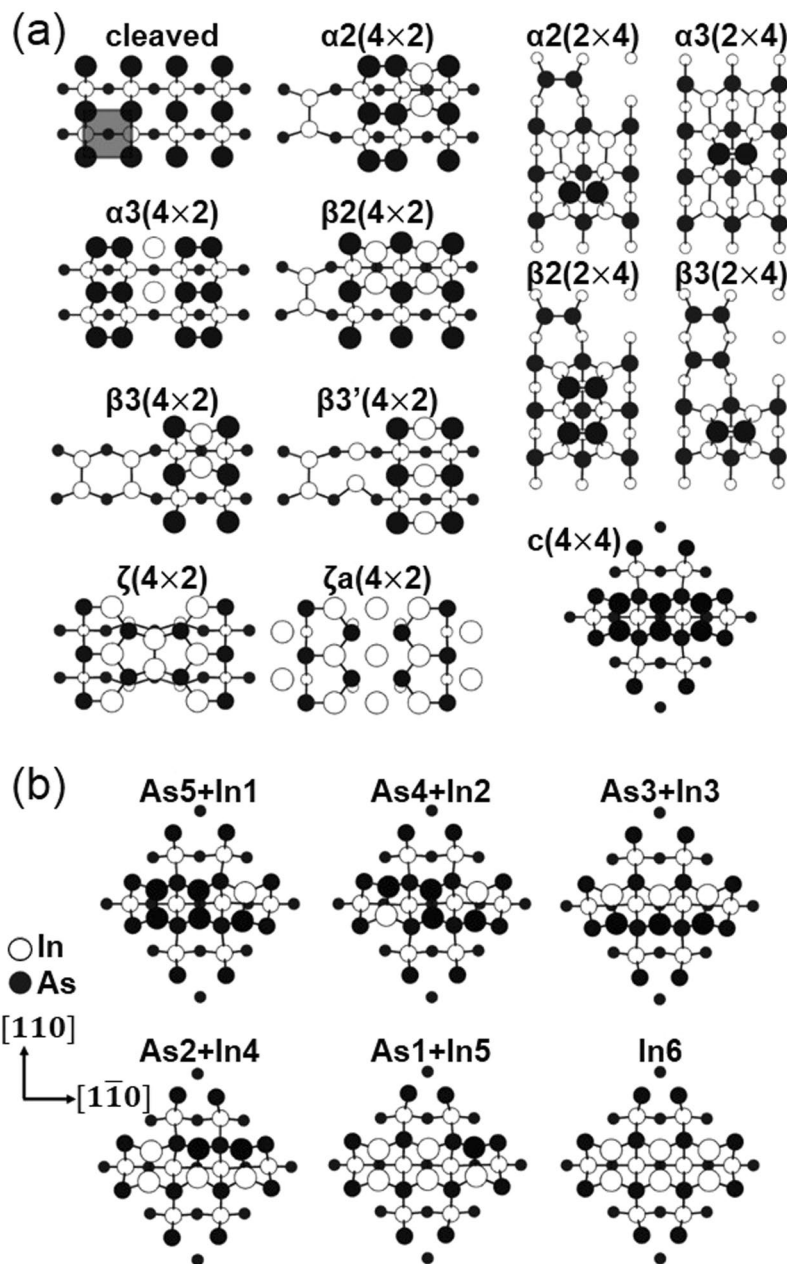 (a)
cleaved
α2(4×2)
α2(2×4)
α3(2×4)
α3(4×2)
β2(4×2)
β2(2×4)
β3(2×4)
β3(4×2)
β3’(4×2)
c(4×4)
ζ(4×2)
ζa(4×2)
(b)
As5+In1
As4+In2
As3+In3
In
As
[110]
[11̅0]
As2+In4
As1+In5
In6